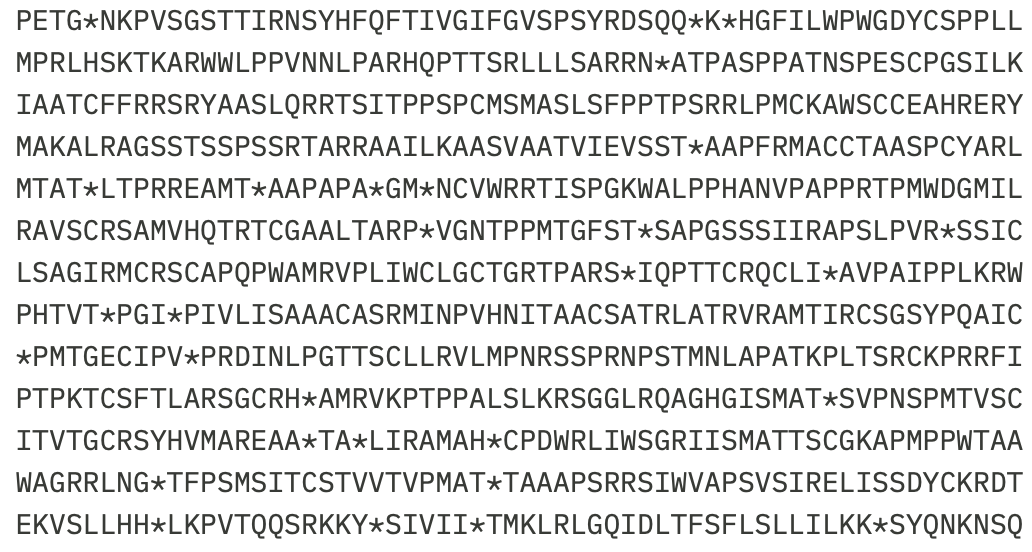 PETG*NKPVSGSTTIRNSYHFQFTIVGIFGVSPSYRDSQQ*K*HGFILWPWGDYCSPPLL
MPRLHSKTKARWWLPPVNNLPARHQPTTSRLLLSARRN*ATPASPPATNSPESCPGSILK
IAATCFFRRSRYAASLQRRTSITPPSPCMSMASLSFPPTPSRRLPMCKAWSCCEAHRERY
MAKALRAGSSTSSPSSRTARRAAILKAASVAATVIEVSST*AAPFRMACCTAASPCYARL
MTAT*LTPRREAMT*AAPAPA*GM*NCVWRRTISPGKWALPPHANVPAPPRTPMWDGMIL
RAVSCRSAMVHQTRTCGAALTARP*VGNTPPMTGFST*SAPGSSSIIRAPSLPVR*SSIC
LSAGIRMCRSCAPQPWAMRVPLIWCLGCTGRTPARS*IQPTTCRQCLI*AVPAIPPLKRW
PHTVT*PGI*PIVLISAAACASRMINPVHNITAACSATRLATRVRAMTIRCSGSYPQAIC
*PMTGECIPV*PRDINLPGTTSCLLRVLMPNRSSPRNPSTMNLAPATKPLTSRCKPRRFI
PTPKTCSFTLARSGCRH*AMRVKPTPPALSLKRSGGLRQAGHGISMAT*SVPNSPMTVSC
ITVTGCRSYHVMAREAA*TA*LIRAMAH*CPDWRLIWSGRIISMATTSCGKAPMPPWTAA
WAGRRLNG*TFPSMSITCSTVVTVPMAT*TAAAPSRRSIWVAPSVSIRELISSDYCKRDT
EKVSLLHH*LKPVTQQSRKKY*SIVII*TMKLRLGQIDLTFSFLSLLILKK*SYQNKNSQ